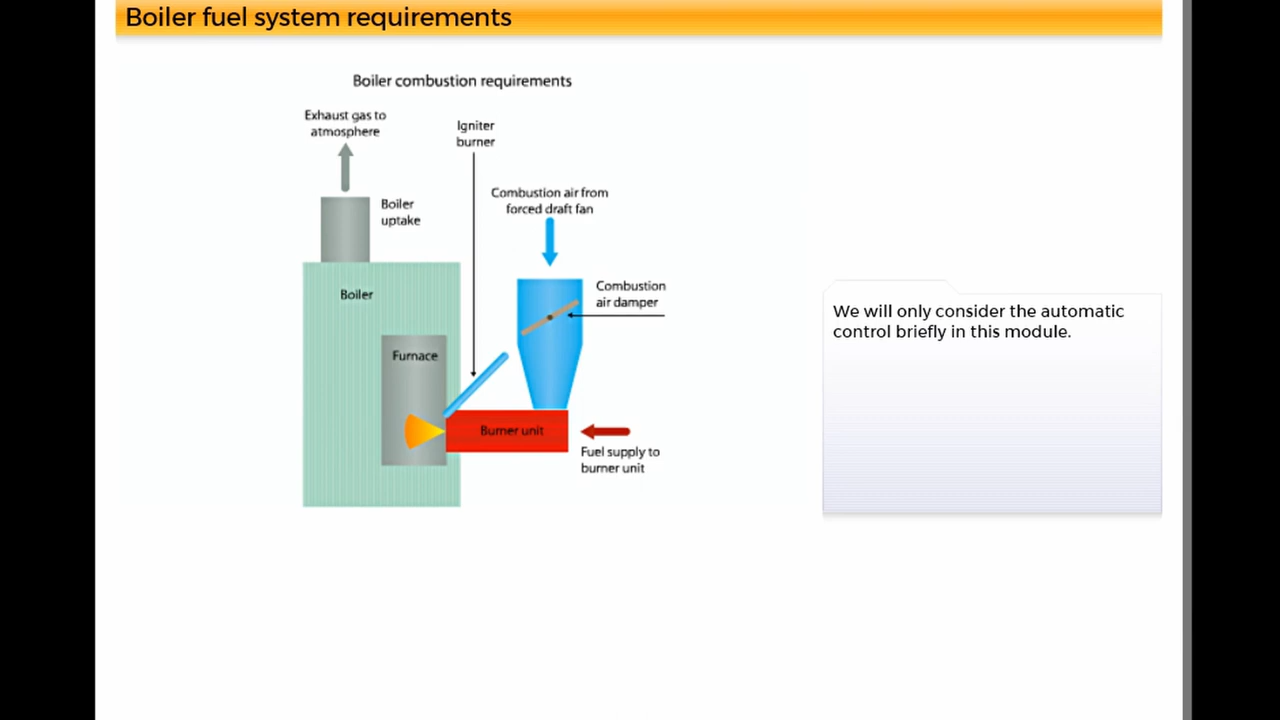 Boiler fuel system requirements
Boiler combustion requirements
Exhaust gas to
atmosphere
Igniter
burner
Combustion air from
forced draft fan
Boiler
uptake
Combustion
air damper
Boiler
Furnace
Burner unit
Fuel supply to
burner unit
We will only consider the automatic
control briefly in this module.